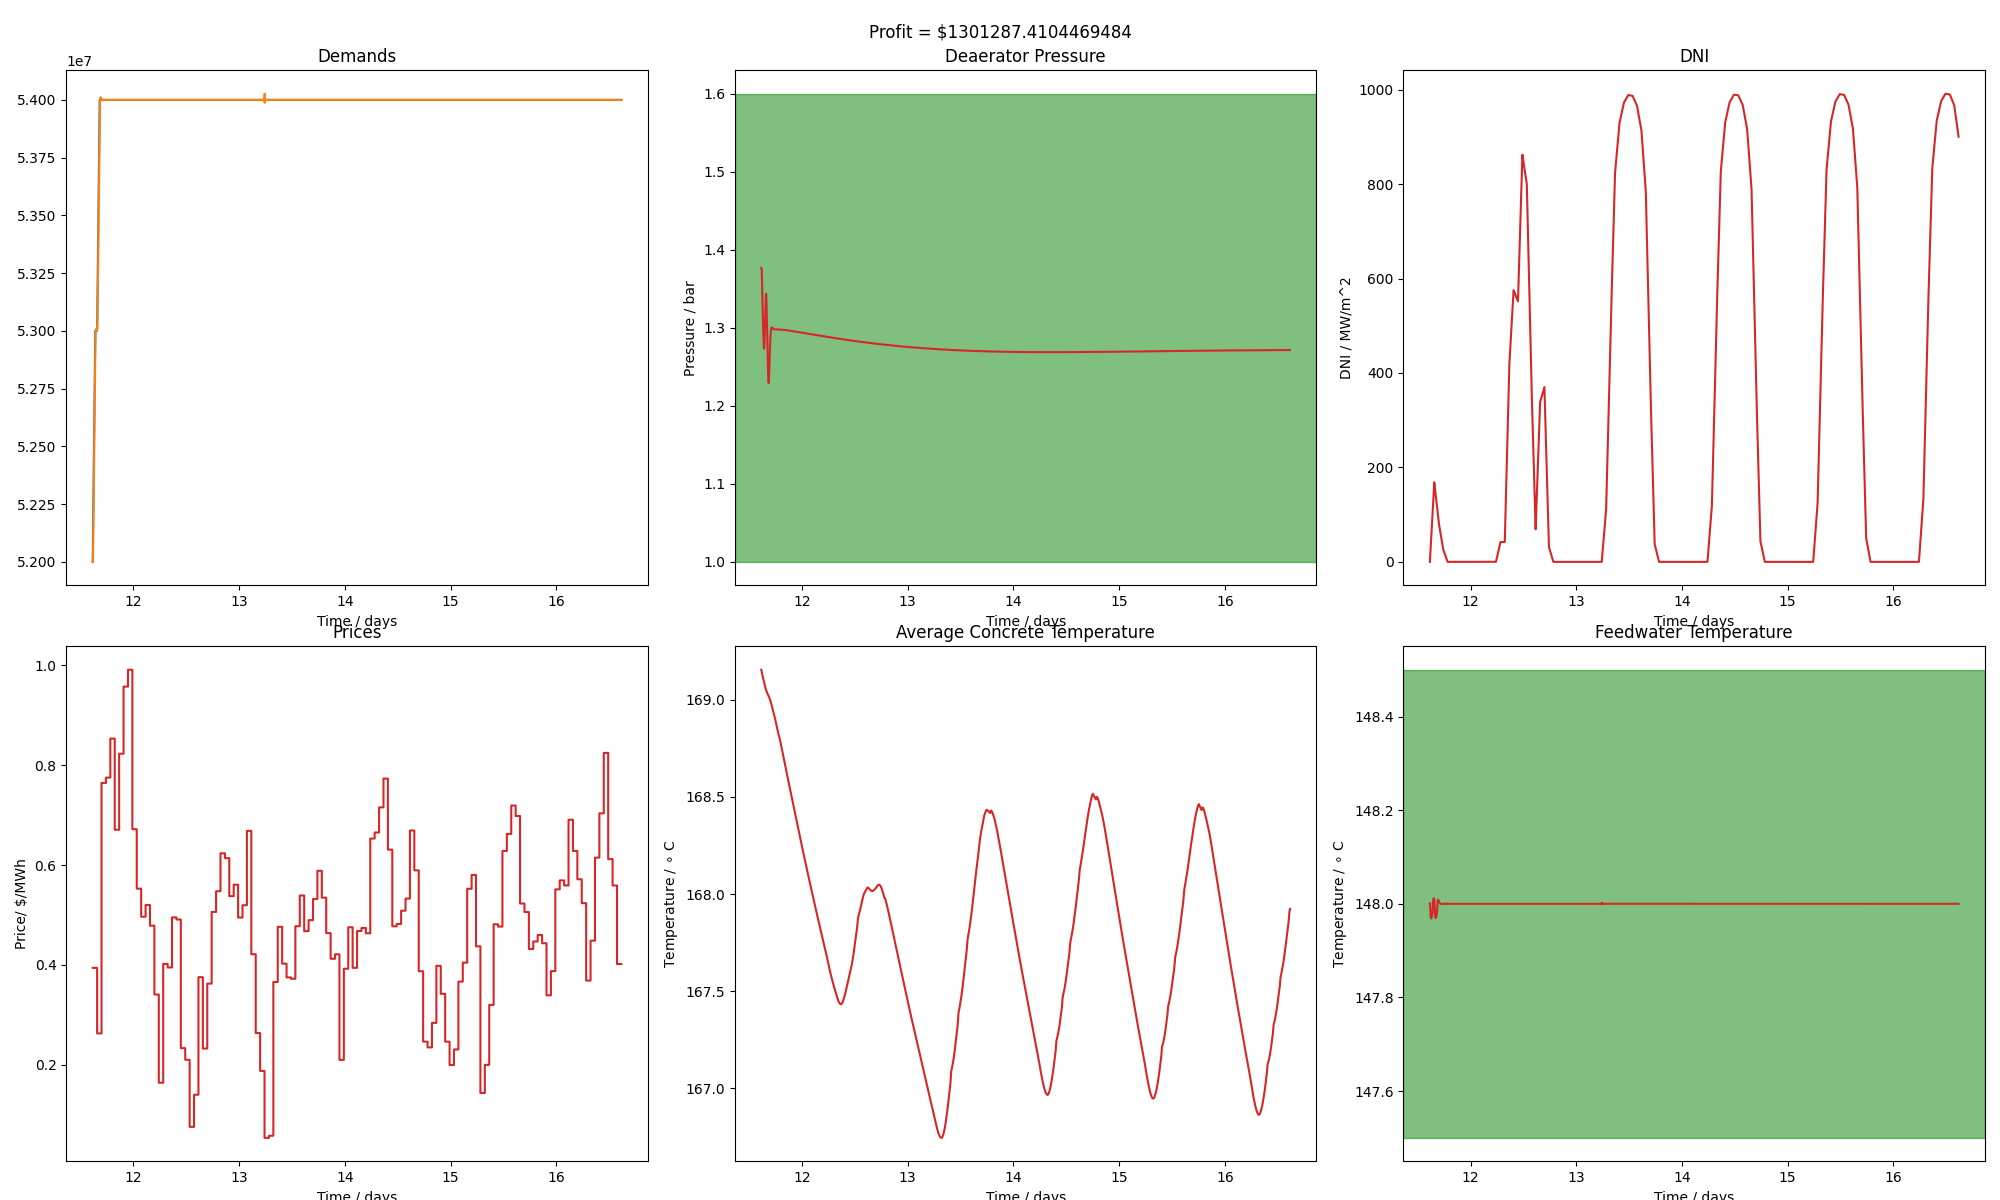 Profit = $1301287.4104469484
Demands
1e7
5.400
5.375
5.350
5.325
5.300
5.275
5.250
5.225
5.200
12 13 14 15 16
Time / days
Deaerator Pressure
Pressure / bar
1.6
1.5
1.4
1.3
1.2
1.1
1.0
12 13 14 15 16
Time / days
DNI
DNI / MW/m^2
1000
800
600
400
200
0
12 13 14 15 16
Time / days
Prices
Price/ $/MWh
1.0
0.8
0.6
0.4
0.2
12 13 14 15 16
Time / days
Average Concrete Temperature
Temperature / ∘ C
169.0
168.5
168.0
167.5
167.0
12 13 14 15 16
Time / days
Feedwater Temperature
Temperature / ∘ C
148.4
148.2
148.0
147.8
147.6
12 13 14 15 16
Time / days